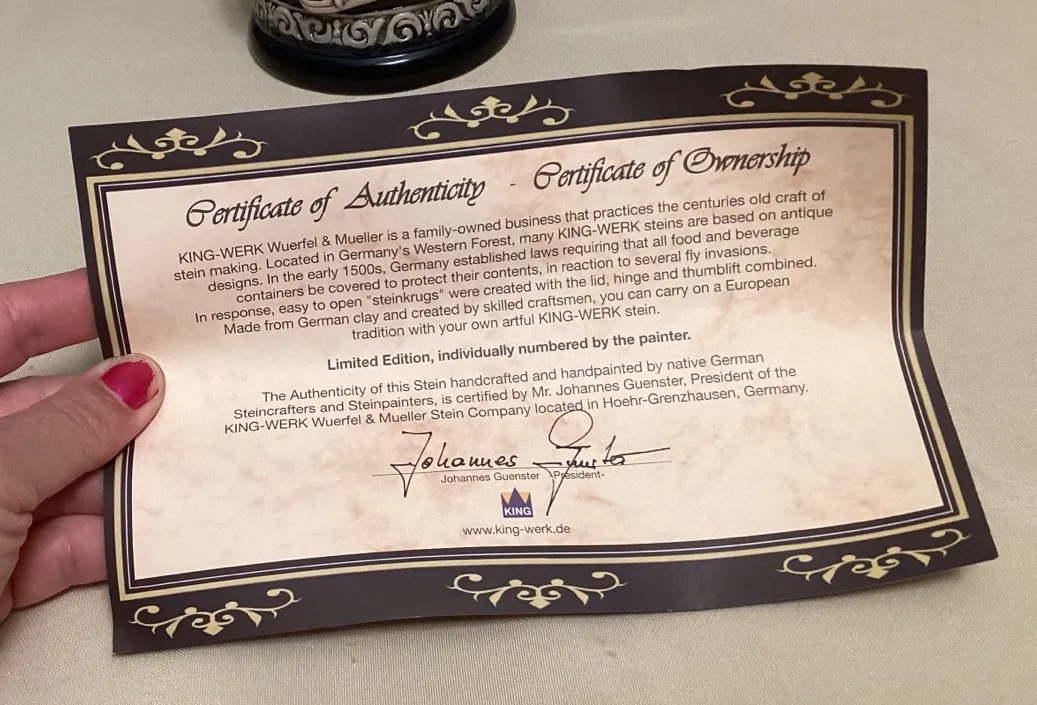 Certificate of Authenticity - Certificate of Ownership
KING-WERK Wuerfel & Mueller is a family-owned business that practices the centuries old craft of
stein making. Located in Germany's Western Forest, many KING-WERK steins are based on antique
designs. In the early 1500s, Germany established laws requiring that all food and beverage
containers be covered to protect their contents, in reaction to several fly invasions.
In response, easy to open "steinkrugs" were created with the lid, hinge and thumblift combined.
Made from German clay and created by skilled craftsmen, you can carry on a European
tradition with your own artful KING-WERK stein.
Limited Edition, individually numbered by the painter.
The Authenticity of this Stein handcrafted and handpainted by native German
Steincrafters and Steinpainters, is certified by Mr. Johannes Guenster, President of the
KING-WERK Wuerfel & Mueller Stein Company located in Hoehr-Grenzhausen, Germany.
Johannes Guenster
Johannes Guenster -President-
KING
www.king-werk.de